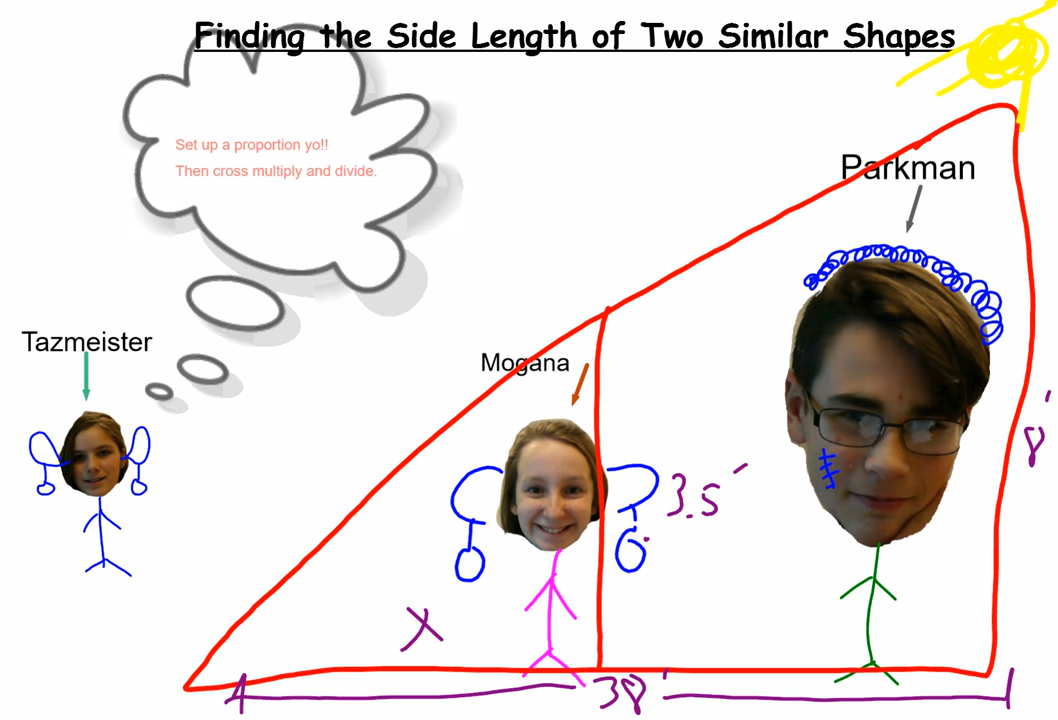 Finding the Side Length of Two Similar Shapes
Set up a proportion yo!!
Then cross multiply and divide.
Parkman
Tazmeister
Mogana
8'
3.5'
X
38'